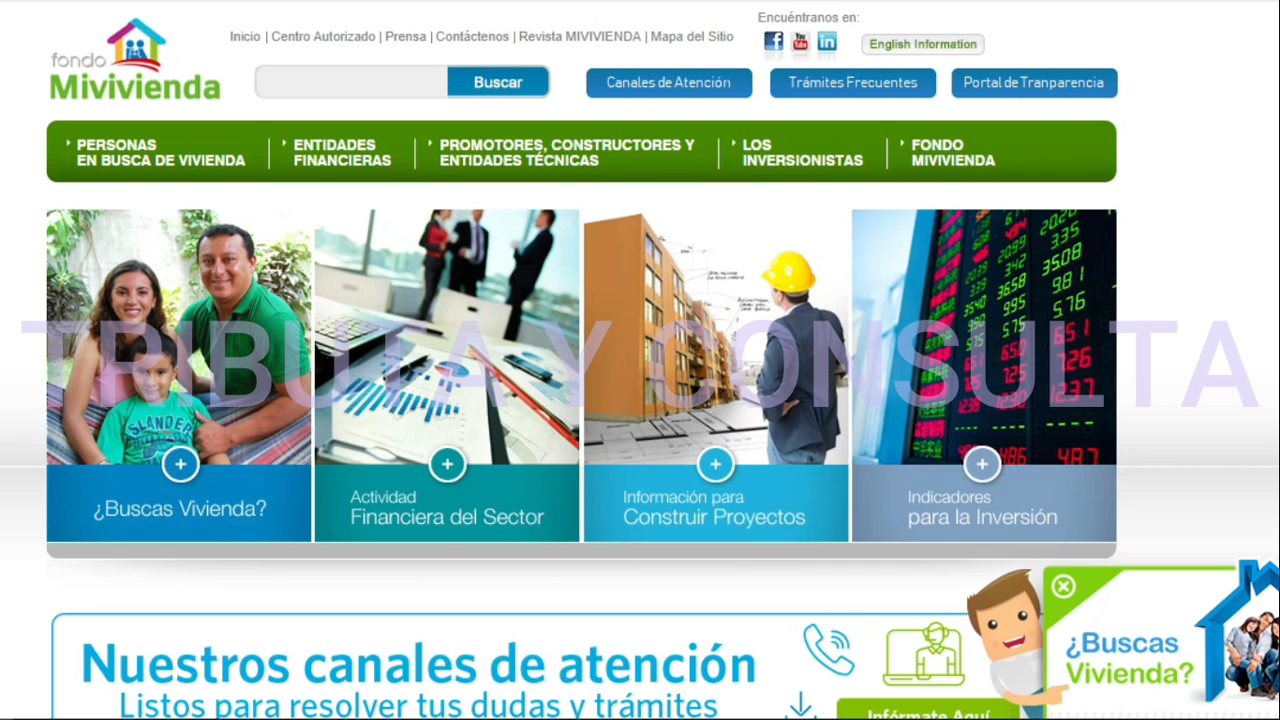 Encuéntranos en:
Inicio | Centro Autorizado | Prensa | Contáctenos | Revista MIVIVIENDA | Mapa del Sitio
fondo
Mivivienda
You
Tube
English Information
Buscar
Canales de Atención
Trámites Frecuentes
Portal de Tranparencia
PERSONAS
EN BUSCA DE VIVIENDA
ENTIDADES
FINANCIERAS
PROMOTORES, CONSTRUCTORES Y
ENTIDADES TÉCNICAS
LOS
INVERSIONISTAS
FONDO
MIVIVIENDA
TRIBUTA Y CONSULTA
ISLANDER
¿Buscas Vivienda?
Actividad
Financiera del Sector
Información para
Construir Proyectos
Indicadores
para la Inversión
Nuestros canales de atención
Listos para resolver tus dudas y trámites
Infórmate Aquí
¿Buscas
Vivienda?